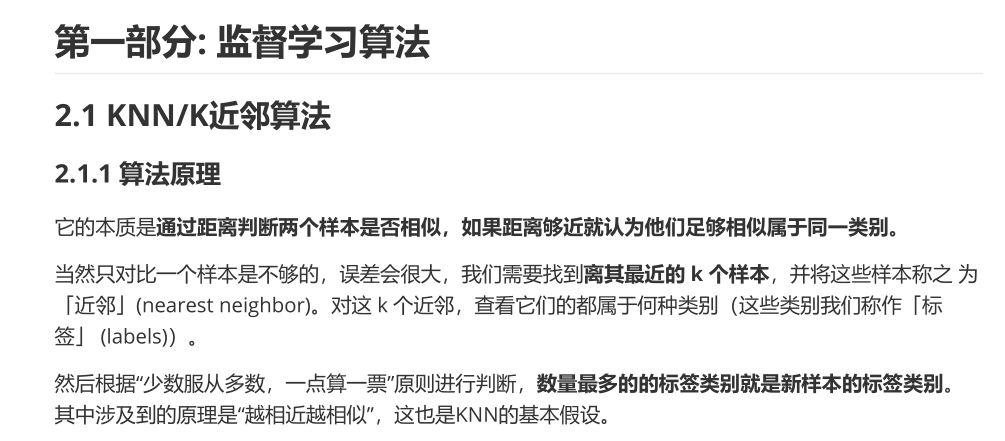 第一部分: 监督学习算法
2.1 KNN/K近邻算法
2.1.1 算法原理
它的本质是通过距离判断两个样本是否相似，如果距离够近就认为他们足够相似属于同一类别。
当然只对比一个样本是不够的，误差会很大，我们需要找到离其最近的 k 个样本，并将这些样本称之 为
「近邻」(nearest neighbor)。对这 k 个近邻，查看它们的都属于何种类别（这些类别我们称作「标
签」 (labels)）。
然后根据“少数服从多数，一点算一票”原则进行判断，数量最多的的标签类别就是新样本的标签类别。
其中涉及到的原理是“越相近越相似”，这也是KNN的基本假设。